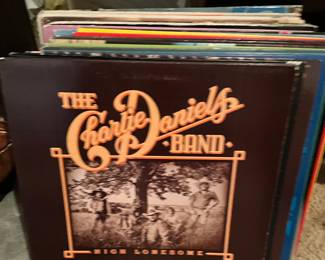 THE
Charlie Daniels
· BAND ·
HIGH LONESOME